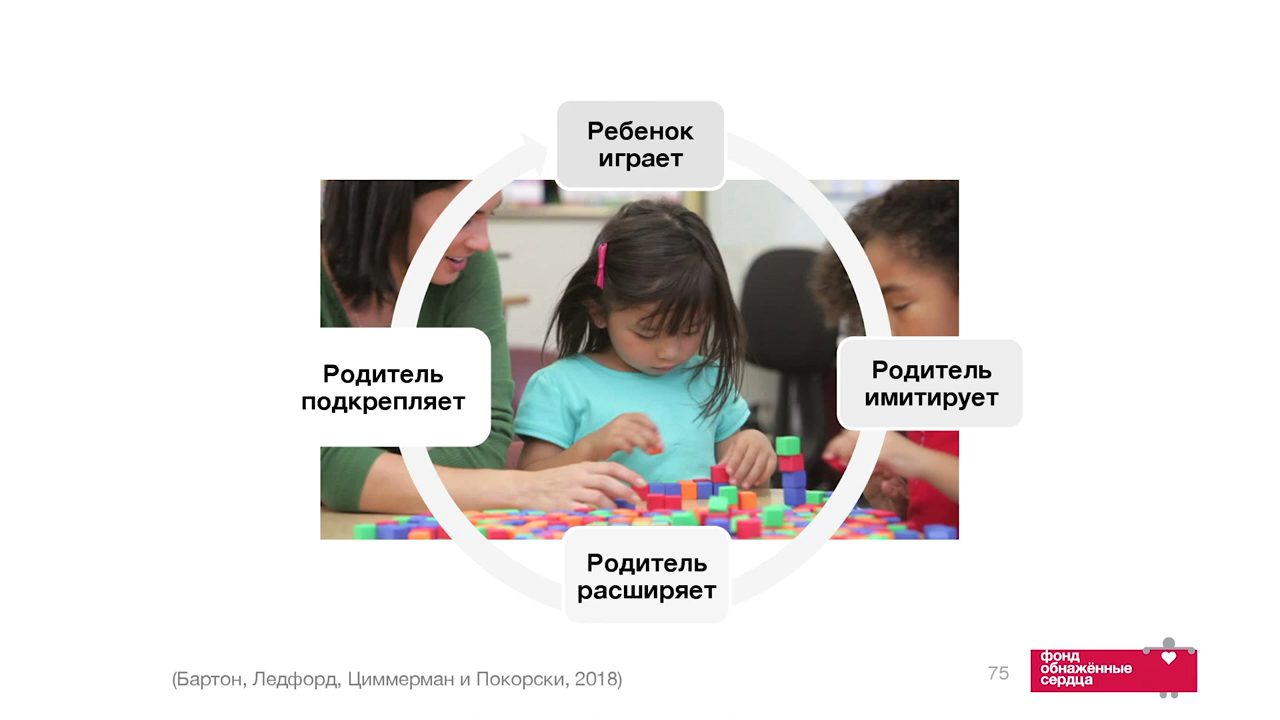 Ребенок
играет
Родитель
имитирует
Родитель
расширяет
Родитель
подкрепляет
(Бартон, Ледфорд, Циммерман и Покорски, 2018)
75
фонд
обнажённые
сердца